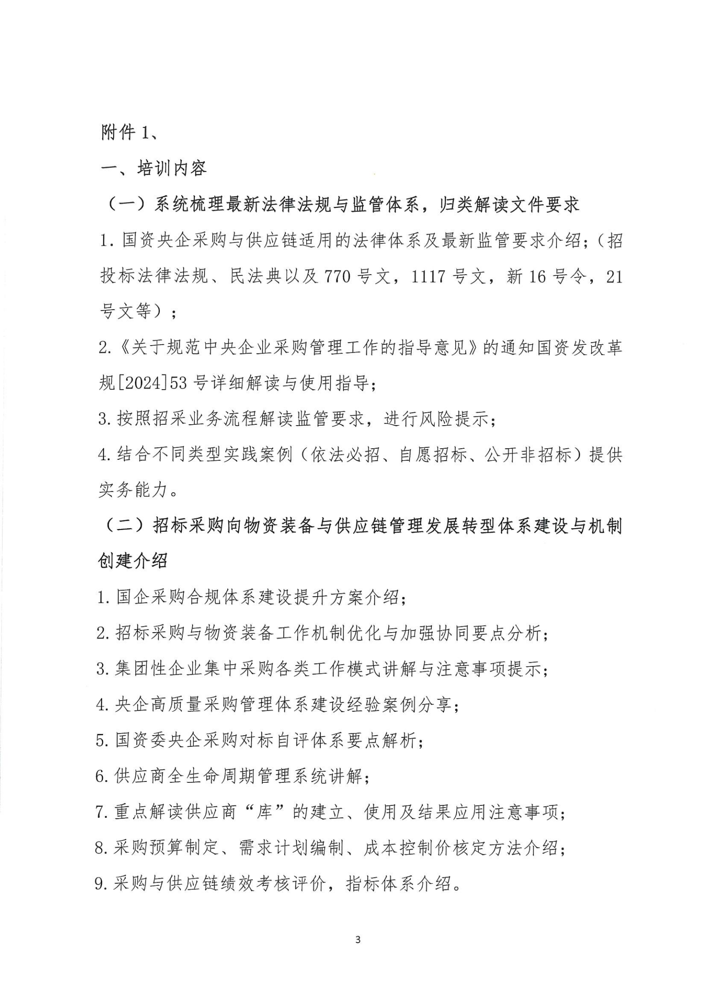 附件 1、
一、培训内容
（一）系统梳理最新法律法规与监管体系，归类解读文件要求
1. 国资央企采购与供应链适用的法律体系及最新监管要求介绍；（招
投标法律法规、民法典以及 770 号文，1117 号文，新 16 号令，21
号文等）；
2.《关于规范中央企业采购管理工作的指导意见》的通知国资发改革
规[2024]53 号详细解读与使用指导；
3. 按照招采业务流程解读监管要求，进行风险提示；
4. 结合不同类型实践案例（依法必招、自愿招标、公开非招标）提供
实务能力。
（二）招标采购向物资装备与供应链管理发展转型体系建设与机制
创建介绍
1. 国企采购合规体系建设提升方案介绍；
2. 招标采购与物资装备工作机制优化与加强协同要点分析；
3. 集团性企业集中采购各类工作模式讲解与注意事项提示；
4. 央企高质量采购管理体系建设经验案例分享；
5. 国资委央企采购对标自评体系要点解析；
6. 供应商全生命周期管理系统讲解；
7. 重点解读供应商“库”的建立、使用及结果应用注意事项；
8. 采购预算制定、需求计划编制、成本控制价核定方法介绍；
9. 采购与供应链绩效考核评价，指标体系介绍。
3